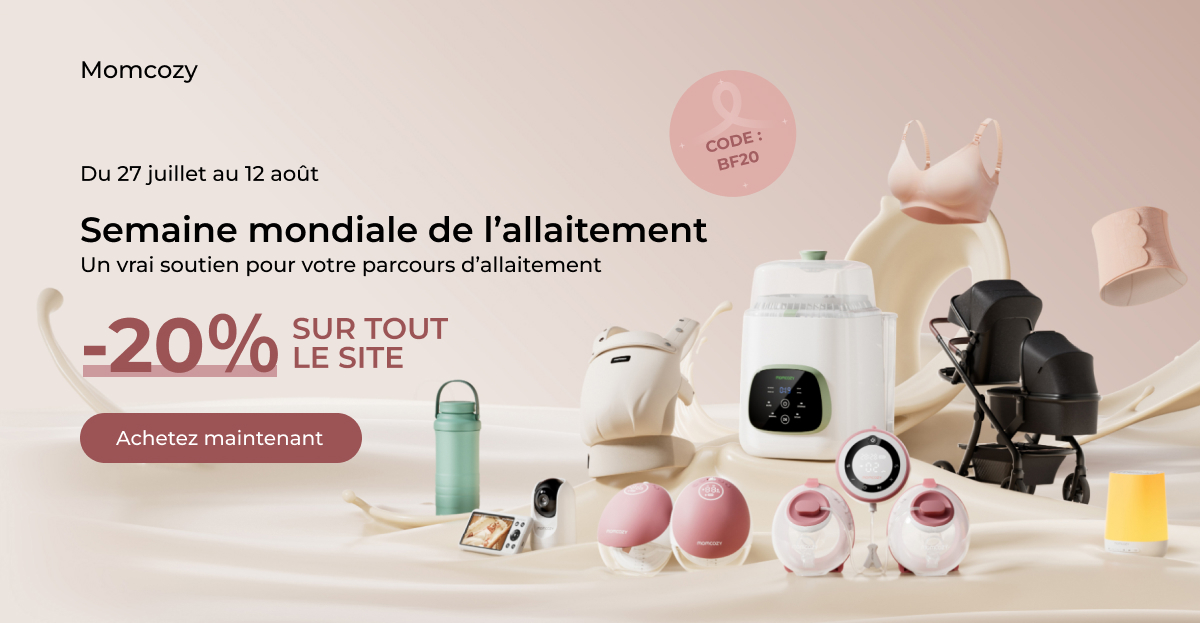 Momcozy
CODE :
BF20
Du 27 juillet au 12 août
Semaine mondiale de l’allaitement
Un vrai soutien pour votre parcours d’allaitement
-20% SUR TOUT
LE SITE
Achetez maintenant
momcozy
momcozy
momcozy